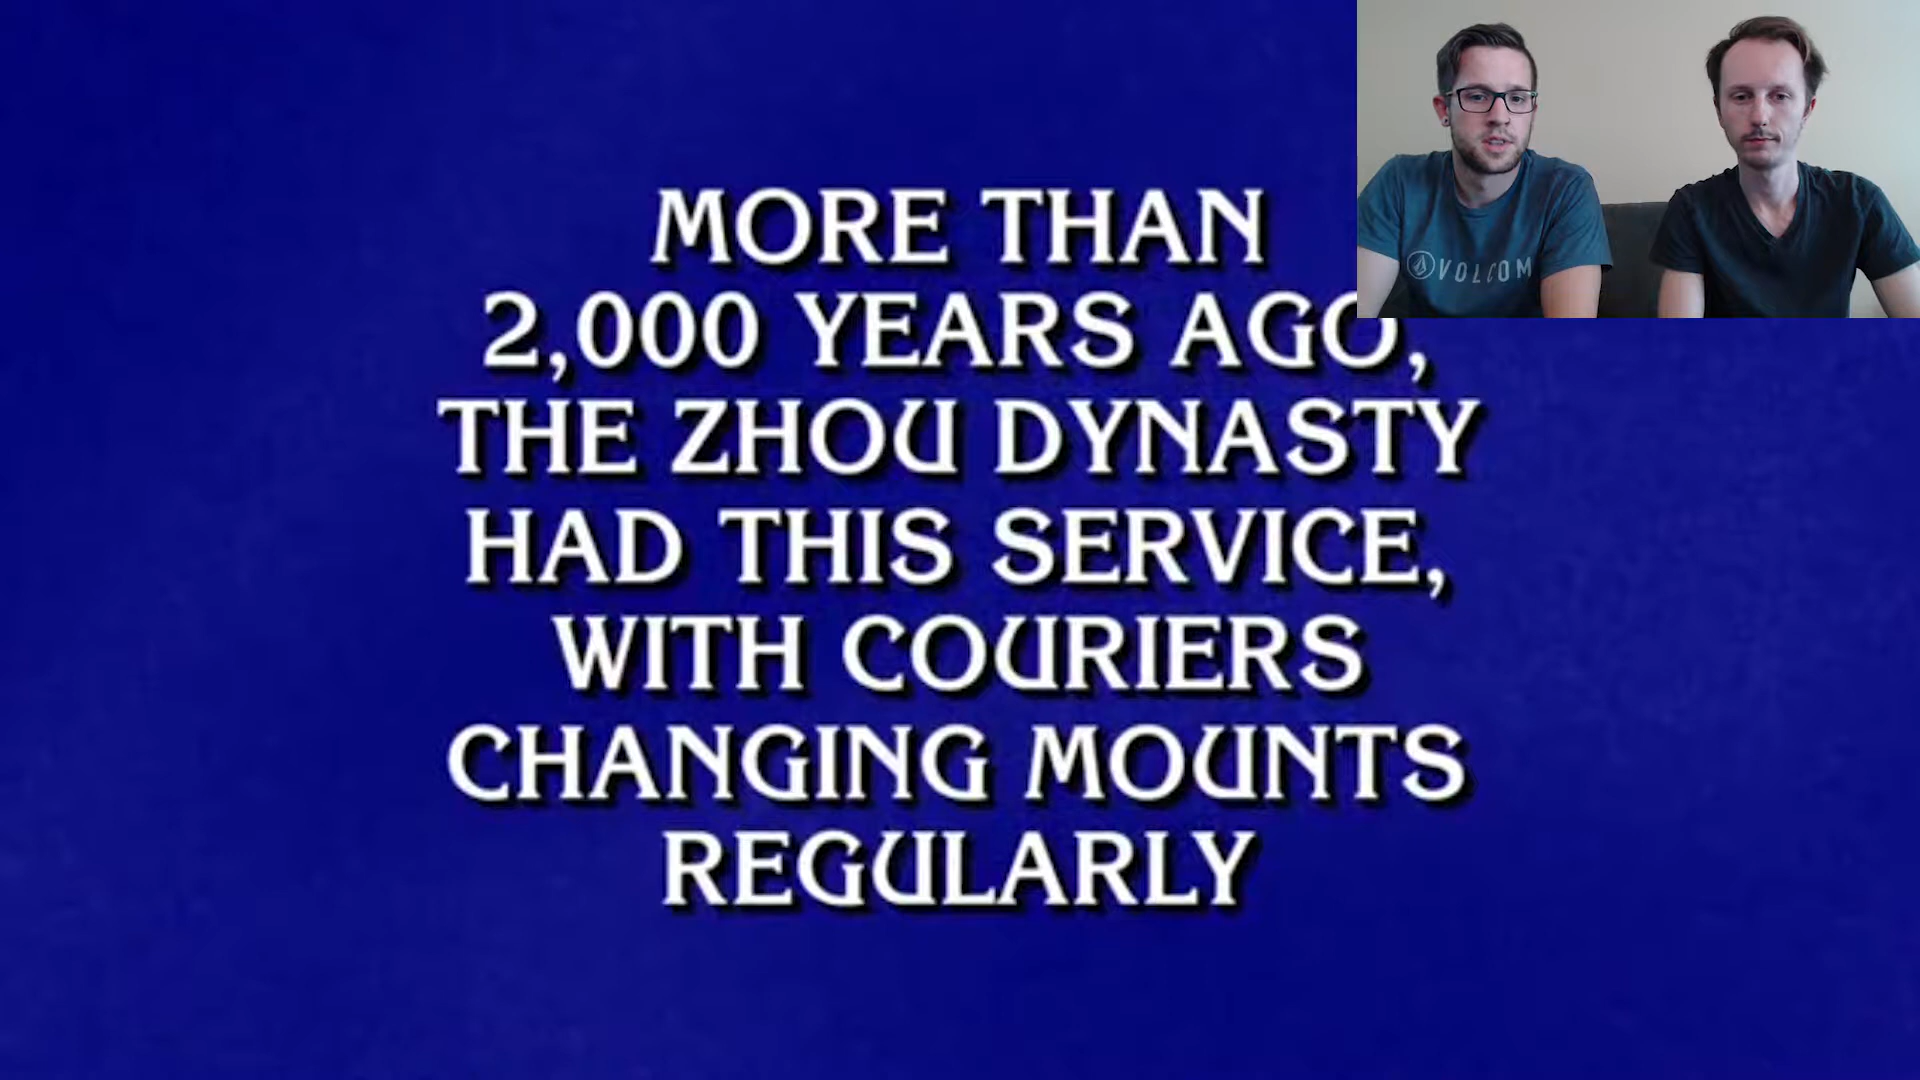 MORE THAN
2,000 YEARS AGO,
THE ZHOU DYNASTY
HAD THIS SERVICE,
WITH COURIERS
CHANGING MOUNTS
REGULARLY
VOLCOM